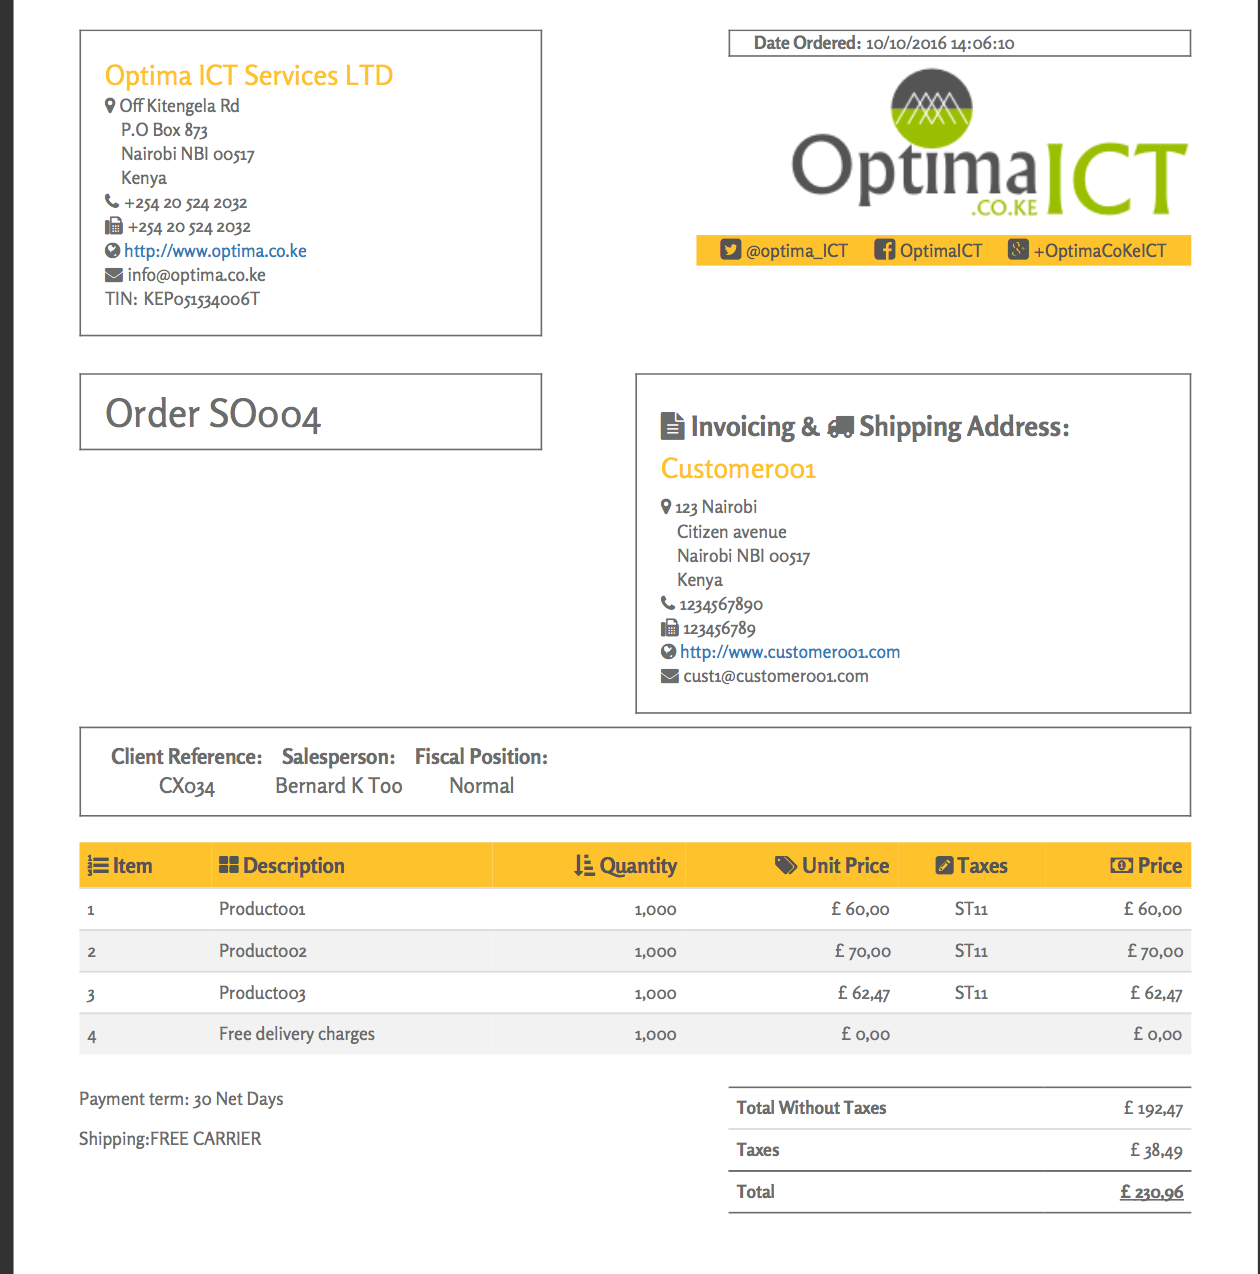 Optima ICT Services LTD
Off Kitengela Rd
P.O Box 873
Nairobi NBI 00517
Kenya
+254 20 524 2032
+254 20 524 2032
http://www.optima.co.ke
info@optima.co.ke
TIN: KEP051534006T
Date Ordered: 10/10/2016 14:06:10
OptimaICT
.CO.KE
@optima_ICT OptimaICT +OptimaCoKeICT
Order SO004
Invoicing & Shipping Address:
Customer001
123 Nairobi
Citizen avenue
Nairobi NBI 00517
Kenya
1234567890
123456789
http://www.customer001.com
cust1@customer001.com
Client Reference: Salesperson: Fiscal Position:
CX034 Bernard K Too Normal
Item Description Quantity Unit Price Taxes Price
1 Product001 1,000 £ 60,00 ST11 £ 60,00
2 Product002 1,000 £ 70,00 ST11 £ 70,00
3 Product003 1,000 £ 62,47 ST11 £ 62,47
4 Free delivery charges 1,000 £ 0,00 £ 0,00
Payment term: 30 Net Days
Shipping:FREE CARRIER
Total Without Taxes £ 192,47
Taxes £ 38,49
Total £ 230,96